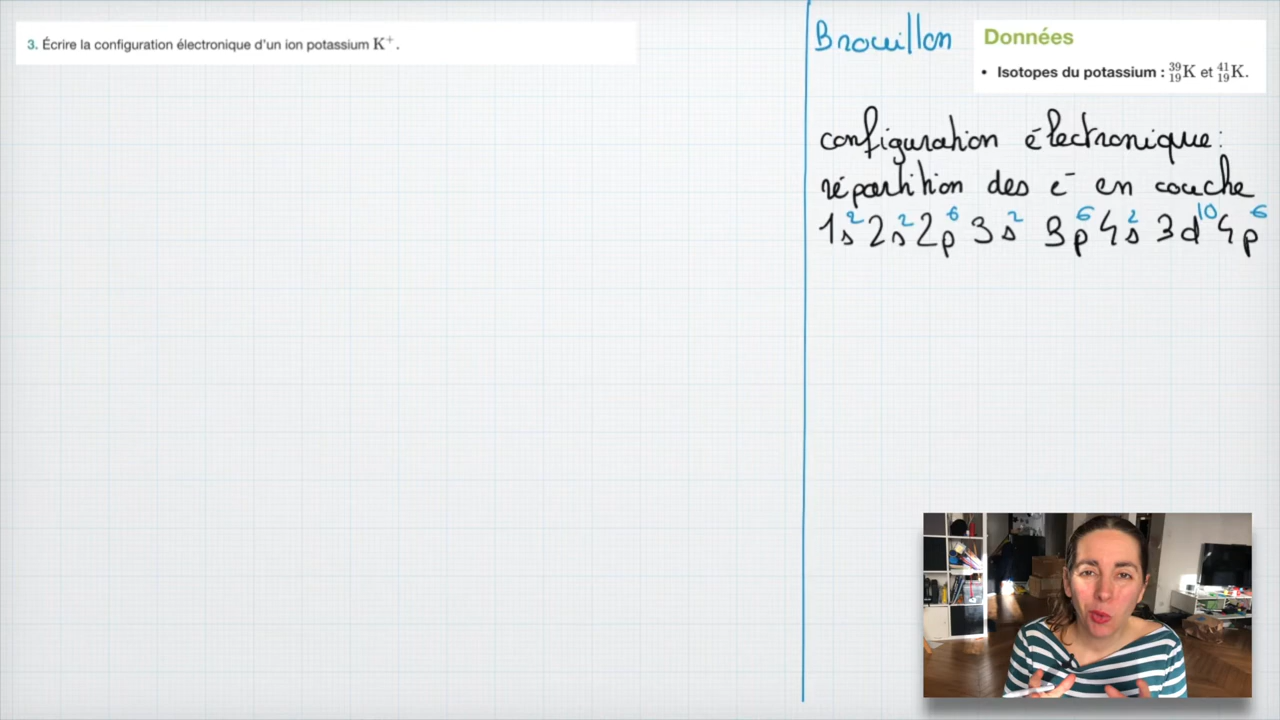 3. Écrire la configuration électronique d'un ion potassium K⁺.
Brouillon
Données
• Isotopes du potassium : ³⁹₁₉K et ⁴¹₁₉K.
configuration électronique:
répartition des e⁻ en couche
1s² 2s² 2p⁶ 3s² 3p⁶ 4s² 3d¹⁰ 4p⁶